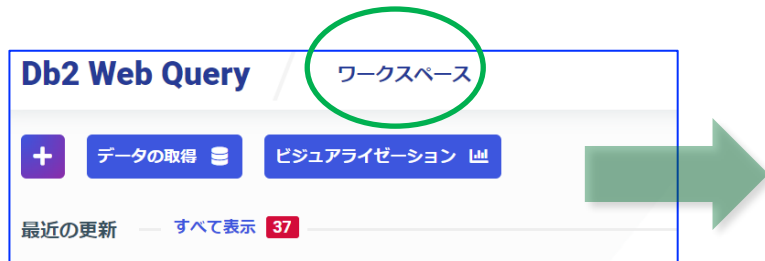 Db2 Web Query ワークスペース
+ データの取得 ビジュアライゼーション
最近の更新 すべて表示 37